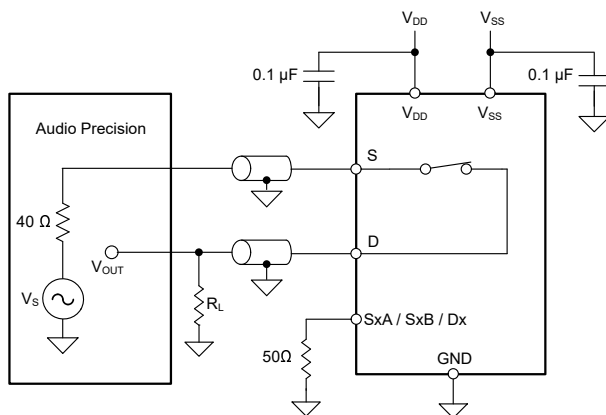 V_DD V_SS
0.1 µF 0.1 µF
V_DD V_SS
Audio Precision
S
40 Ω
D
V_OUT
V_S
R_L
SxA / SxB / Dx
50Ω
GND